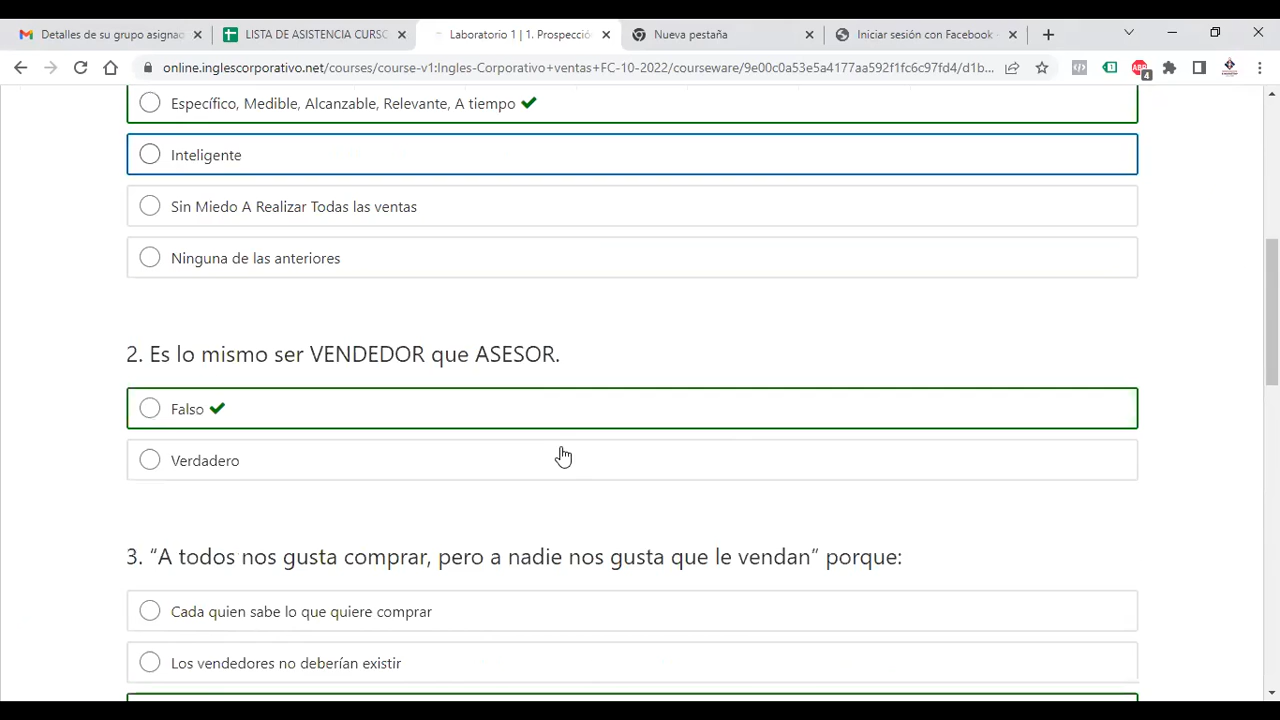 Detalles de su grupo asignac
LISTA DE ASISTENCIA CURSC
Laboratorio 1 | 1. Prospecció
Nueva pestaña
Iniciar sesión con Facebook
online.inglescorporativo.net/courses/course-v1:Ingles-Corporativo+ventas+FC-10-2022/courseware/9e00c0a53e5a4177aa592f1fc6c97fd4/d1b...
4
Específico, Medible, Alcanzable, Relevante, A tiempo
Inteligente
Sin Miedo A Realizar Todas las ventas
Ninguna de las anteriores
2. Es lo mismo ser VENDEDOR que ASESOR.
Falso
Verdadero
3. “A todos nos gusta comprar, pero a nadie nos gusta que le vendan” porque:
Cada quien sabe lo que quiere comprar
Los vendedores no deberían existir